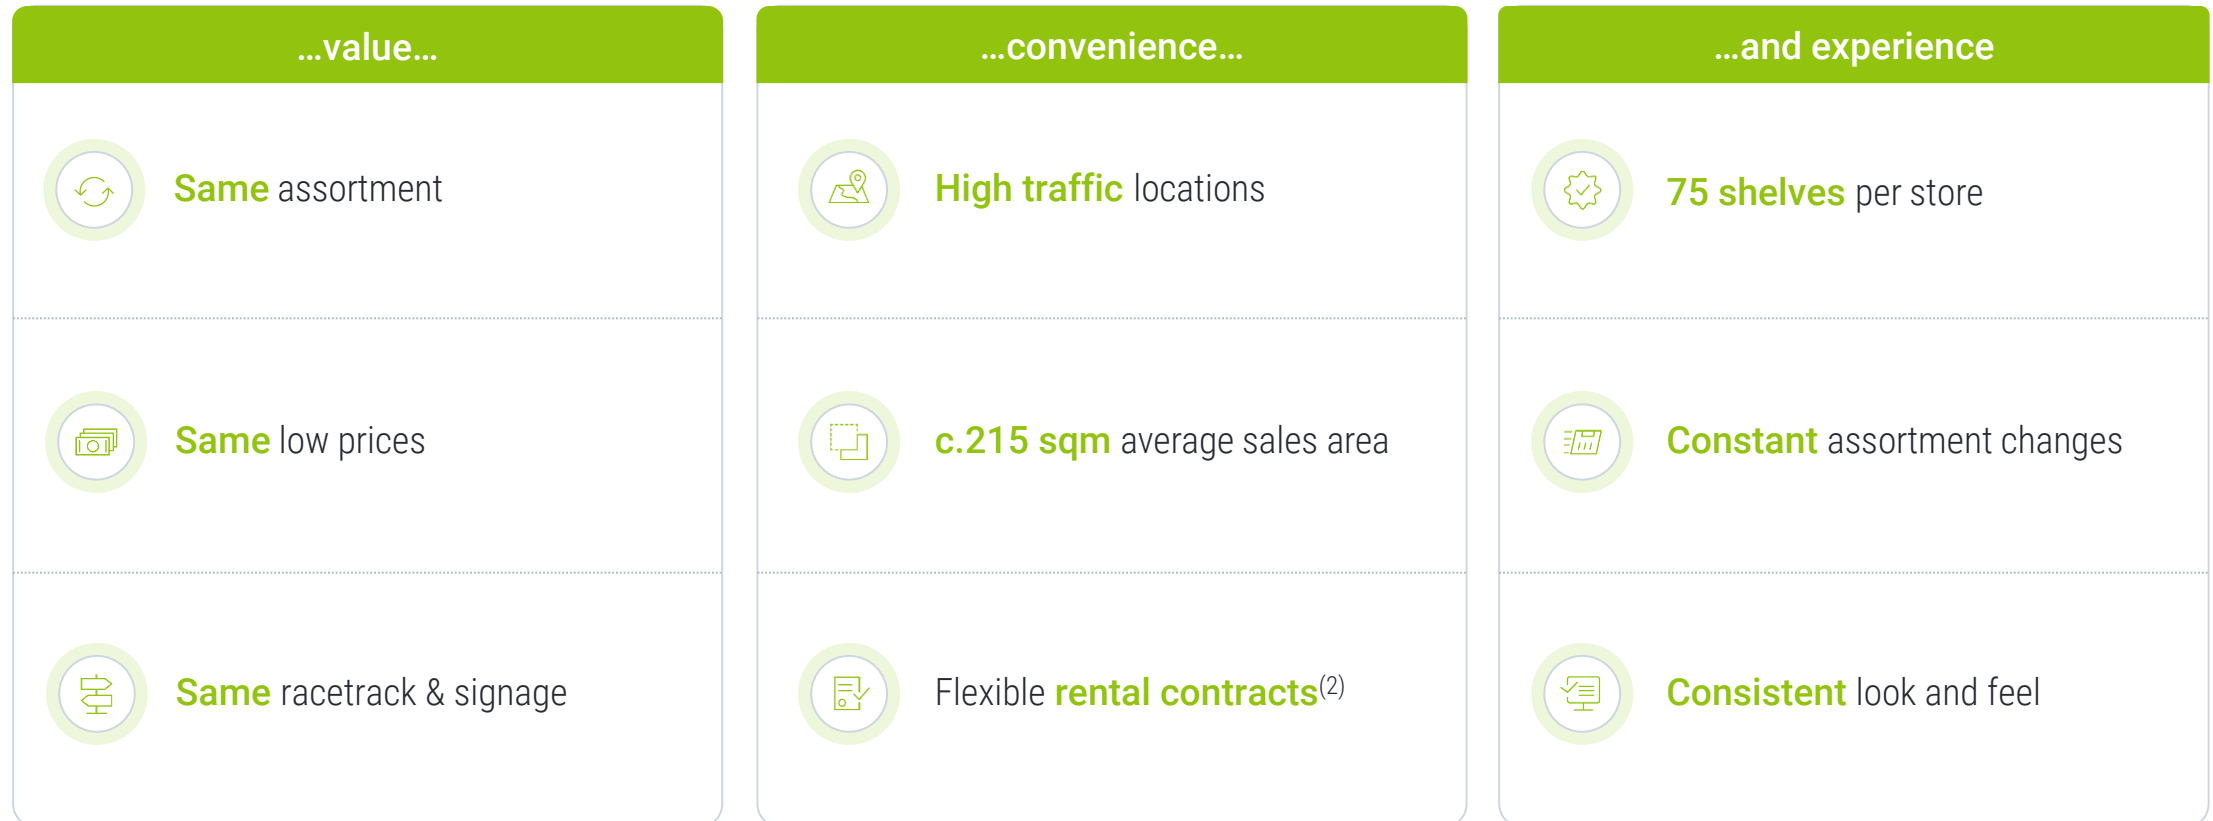 ...value...
Same assortment
Same low prices
Same racetrack & signage
...convenience...
High traffic locations
c.215 sqm average sales area
Flexible rental contracts(2)
...and experience
75 shelves per store
Constant assortment changes
Consistent look and feel